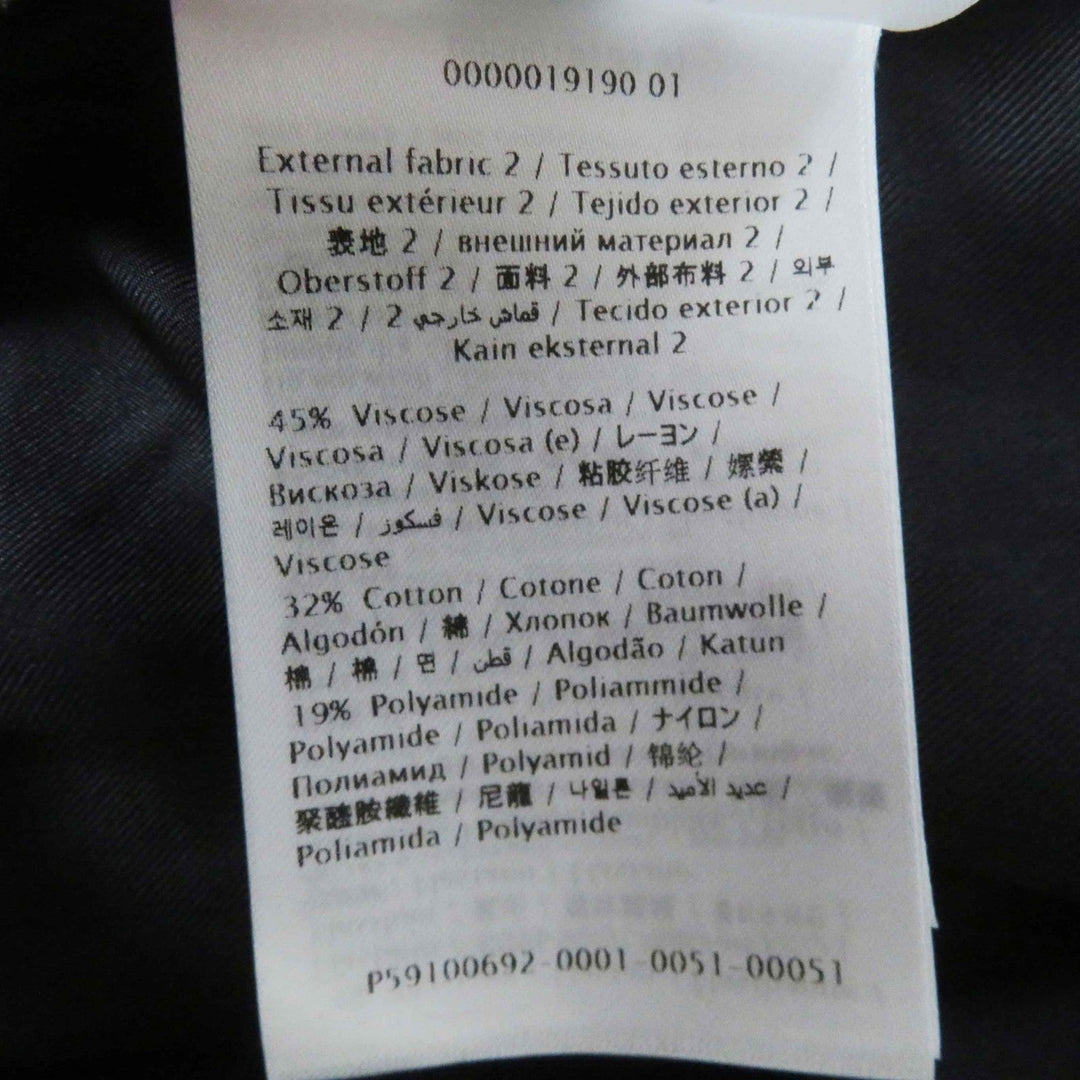 0000019190 01
External fabric 2 / Tessuto esterno 2 /
Tissu extérieur 2 / Tejido exterior 2 /
表地 2 / внешний материал 2 /
Oberstoff 2 / 面料 2 / 外部布料 2 / 외부
소재 2 / 2 قماش خارجي / Tecido exterior 2 /
Kain eksternal 2
45% Viscose / Viscosa / Viscose /
Viscosa / Viscosa (e) / レーヨン /
Вискоза / Viskose / 粘胶纤维 / 嫘縈 /
레이온 / فسكوز / Viscose / Viscose (a) /
Viscose
32% Cotton / Cotone / Coton /
Algodón / 綿 / Хлопок / Baumwolle /
棉 / 棉 / 면 / قطن / Algodão / Katun
19% Polyamide / Poliammide /
Polyamide / Poliamida / ナイロン /
Полиамид / Polyamid / 锦纶 /
聚醯胺纖維 / 尼龍 / 나일론 / عديد الأميد /
Poliamida / Polyamide
P59100692-0001-0051-00051